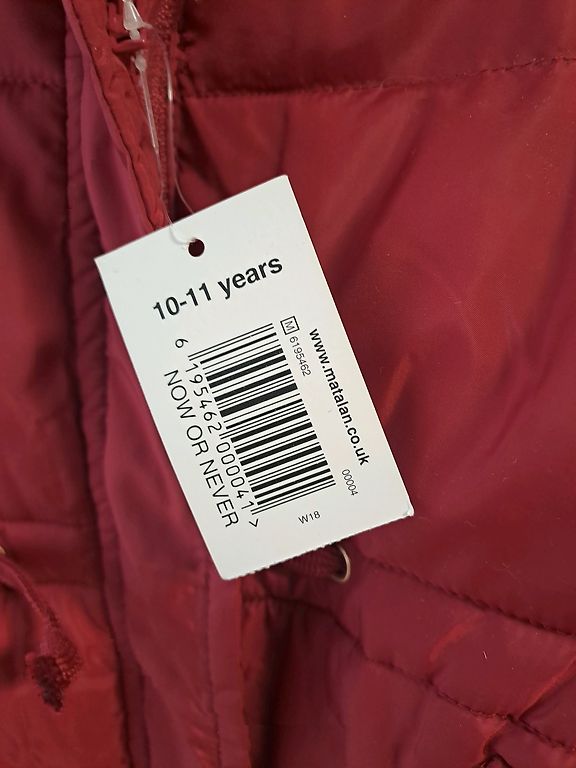 10-11 years
www.matalan.co.uk
M 6195462
00004
6 195462 000041 >
NOW OR NEVER
W18